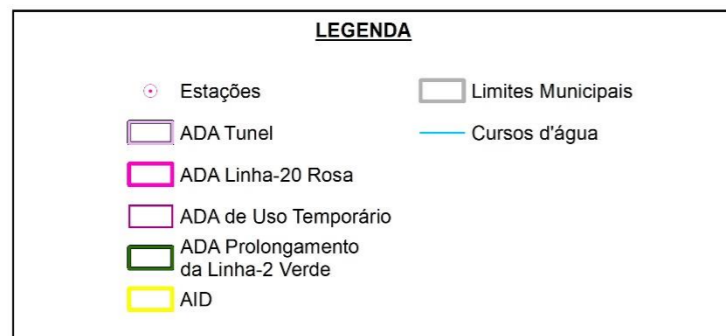 LEGENDA
Estações
ADA Tunel
ADA Linha-20 Rosa
ADA de Uso Temporário
ADA Prolongamento
da Linha-2 Verde
AID
Limites Municipais
Cursos d'água